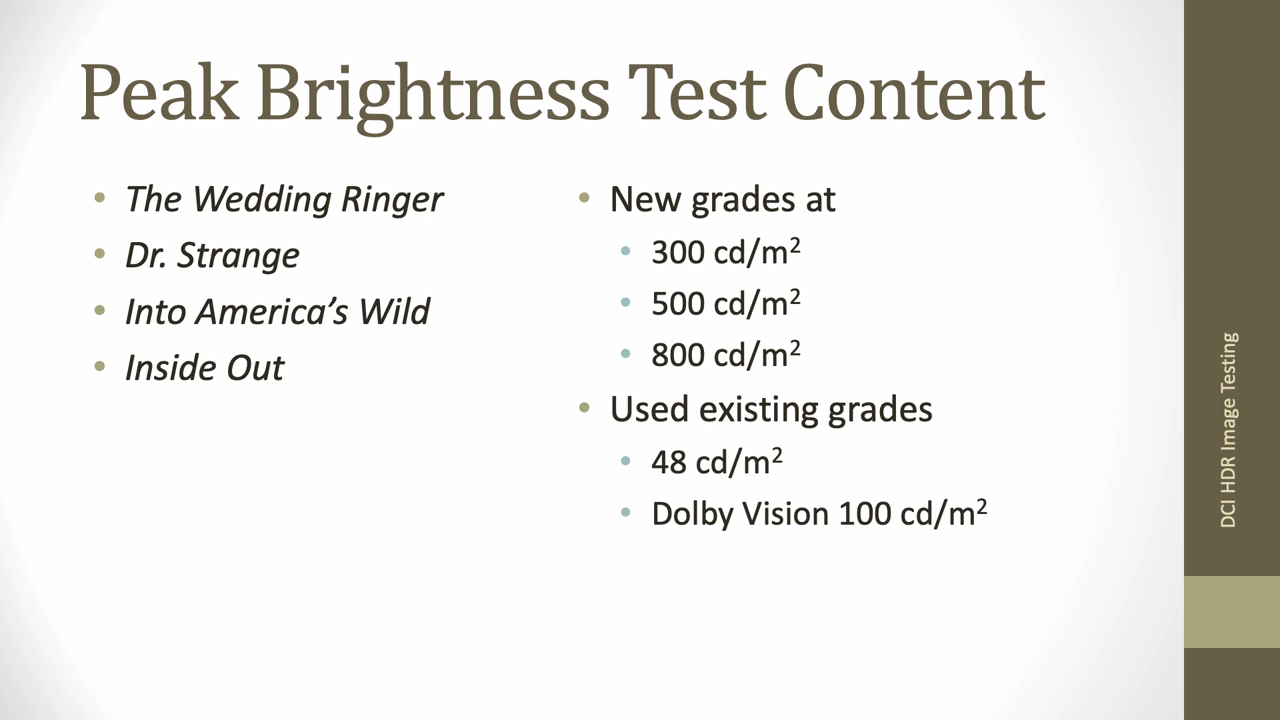 Peak Brightness Test Content
• The Wedding Ringer
• Dr. Strange
• Into America’s Wild
• Inside Out
• New grades at
• 300 cd/m²
• 500 cd/m²
• 800 cd/m²
• Used existing grades
• 48 cd/m²
• Dolby Vision 100 cd/m²
DCI HDR Image Testing